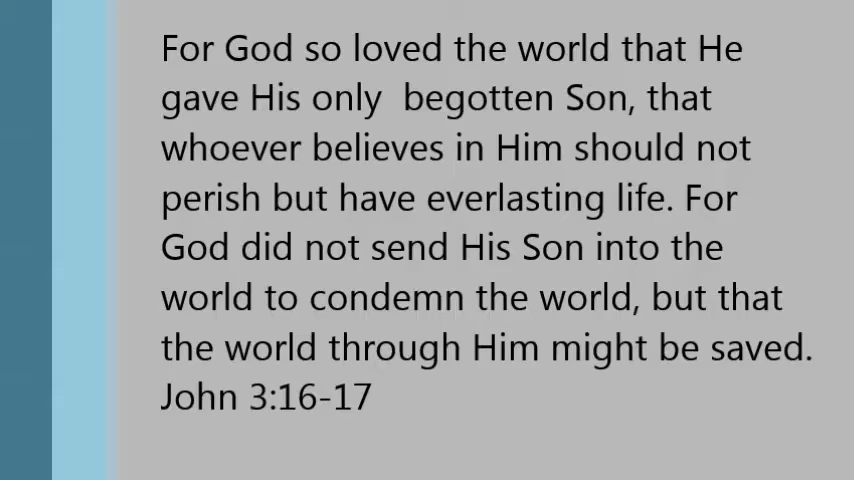 For God so loved the world that He
gave His only  begotten Son, that
whoever believes in Him should not
perish but have everlasting life. For
God did not send His Son into the
world to condemn the world, but that
the world through Him might be saved.
John 3:16-17